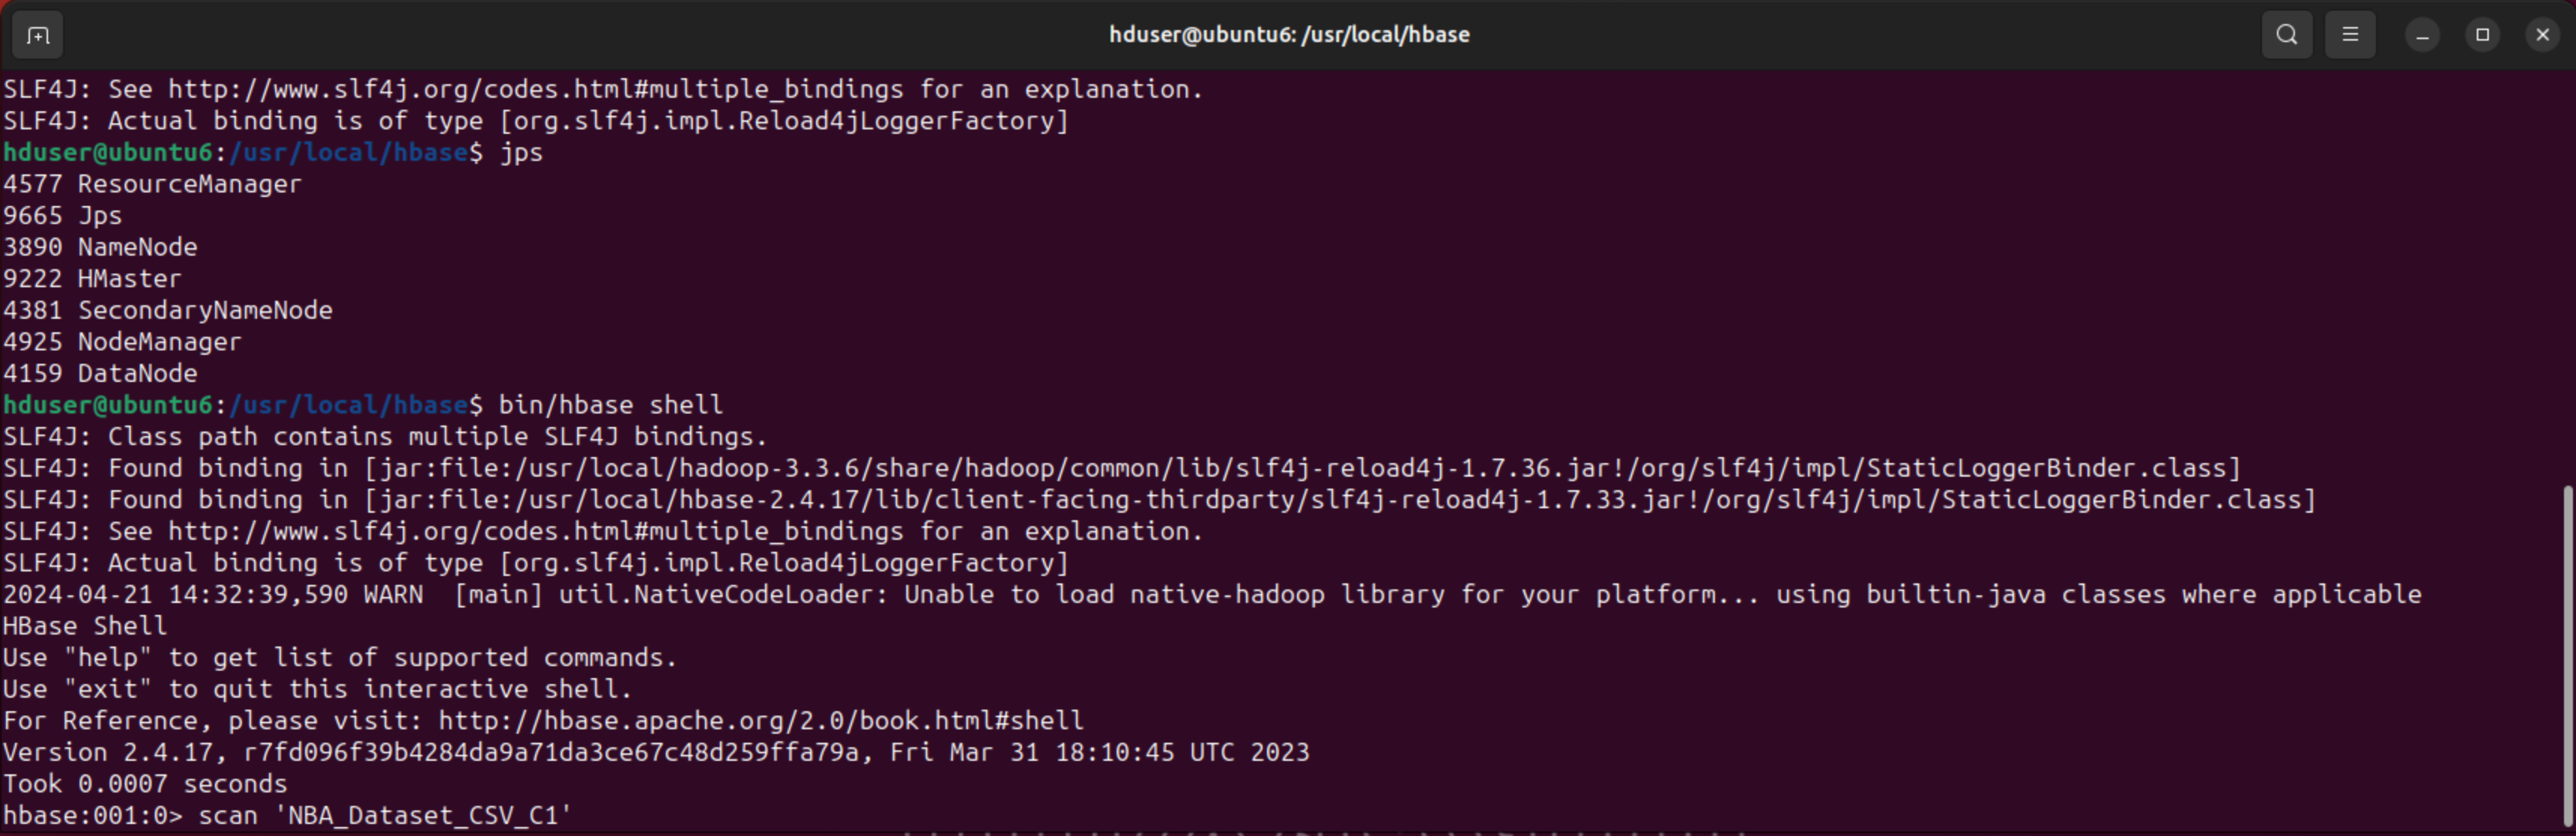 hduser@ubuntu6: /usr/local/hbase
SLF4J: See http://www.slf4j.org/codes.html#multiple_bindings for an explanation.
SLF4J: Actual binding is of type [org.slf4j.impl.Reload4jLoggerFactory]
hduser@ubuntu6:/usr/local/hbase$ jps
4577 ResourceManager
9665 Jps
3890 NameNode
9222 HMaster
4381 SecondaryNameNode
4925 NodeManager
4159 DataNode
hduser@ubuntu6:/usr/local/hbase$ bin/hbase shell
SLF4J: Class path contains multiple SLF4J bindings.
SLF4J: Found binding in [jar:file:/usr/local/hadoop-3.3.6/share/hadoop/common/lib/slf4j-reload4j-1.7.36.jar!/org/slf4j/impl/StaticLoggerBinder.class]
SLF4J: Found binding in [jar:file:/usr/local/hbase-2.4.17/lib/client-facing-thirdparty/slf4j-reload4j-1.7.33.jar!/org/slf4j/impl/StaticLoggerBinder.class]
SLF4J: See http://www.slf4j.org/codes.html#multiple_bindings for an explanation.
SLF4J: Actual binding is of type [org.slf4j.impl.Reload4jLoggerFactory]
2024-04-21 14:32:39,590 WARN  [main] util.NativeCodeLoader: Unable to load native-hadoop library for your platform... using builtin-java classes where applicable
HBase Shell
Use "help" to get list of supported commands.
Use "exit" to quit this interactive shell.
For Reference, please visit: http://hbase.apache.org/2.0/book.html#shell
Version 2.4.17, r7fd096f39b4284da9a71da3ce67c48d259ffa79a, Fri Mar 31 18:10:45 UTC 2023
Took 0.0007 seconds
hbase:001:0> scan 'NBA_Dataset_CSV_C1'